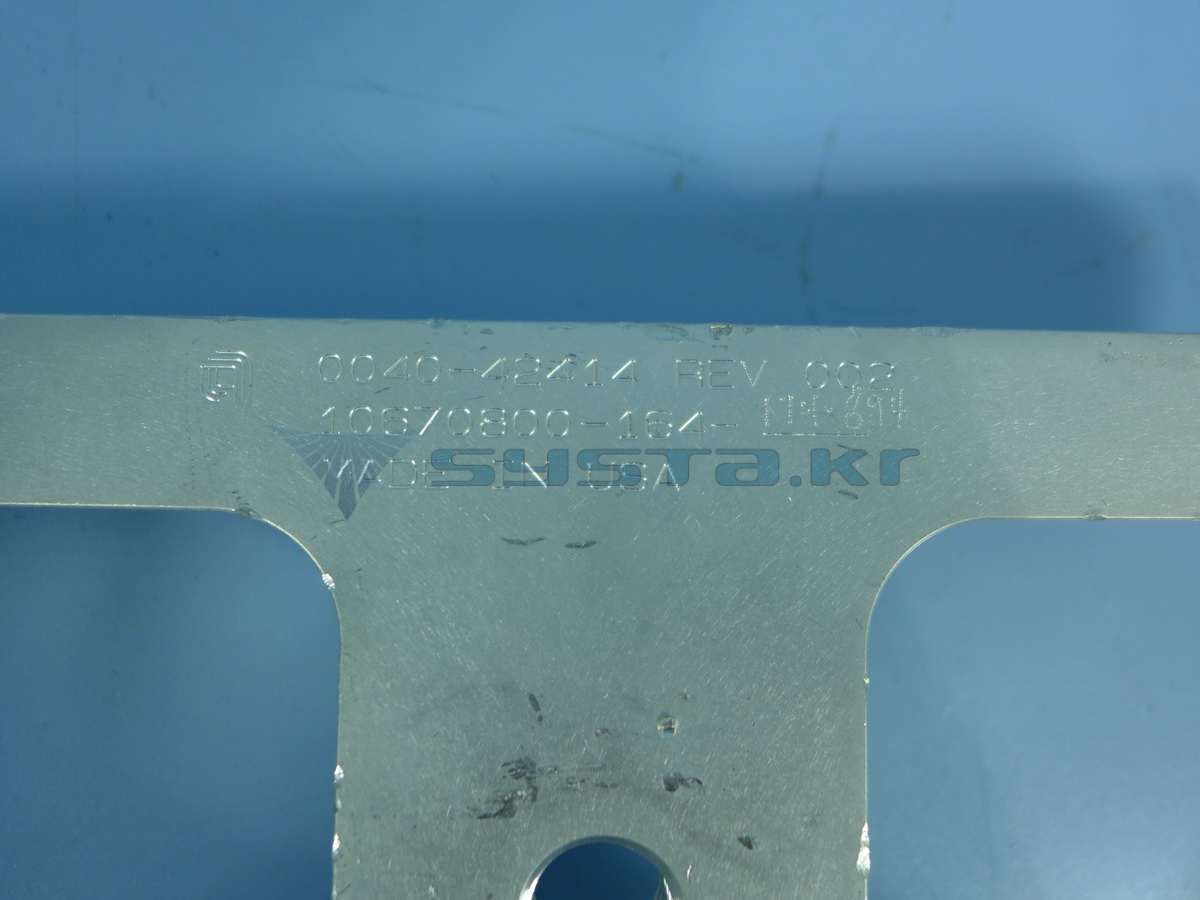 0040-42414 REV 002
10670800-164-
MADE IN USA
systa.kr